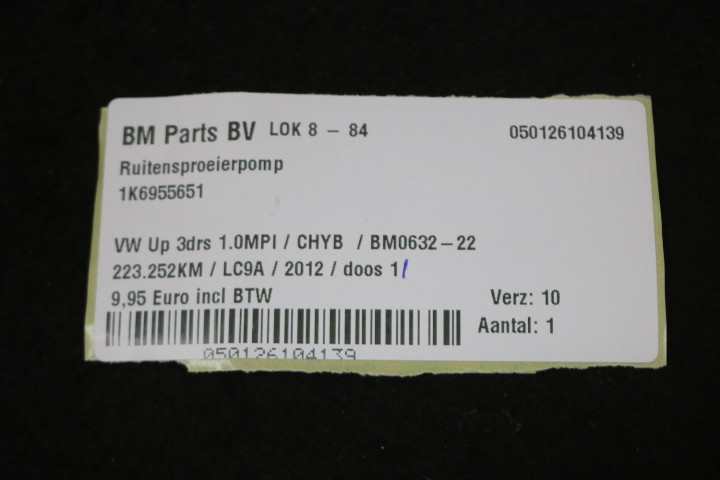 BM Parts BV LOK 8 - 84 050126104139
Ruitensproeierpomp
1K6955651
VW Up 3drs 1.0MPI / CHYB / BM0632-22
223.252KM / LC9A / 2012 / doos 1/
9,95 Euro incl BTW Verz: 10
Aantal: 1
050126104139